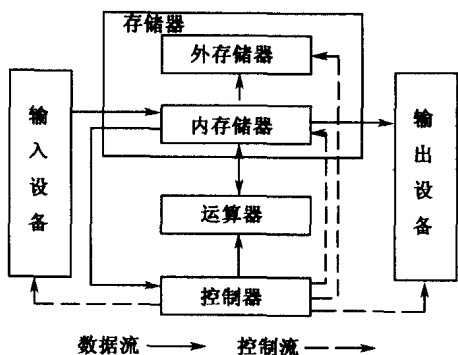 存储器
外存储器
输入设备
内存储器
输出设备
运算器
控制器
数据流 控制流